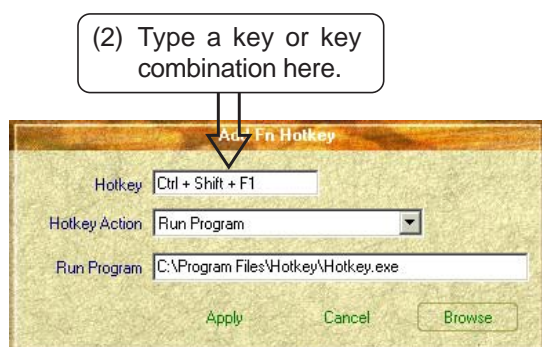 (2) Type a key or key
combination here.
Add Fn Hotkey
Hotkey Ctrl + Shift + F1
Hotkey Action Run Program
Run Program C:\Program Files\Hotkey\Hotkey.exe
Apply Cancel Browse